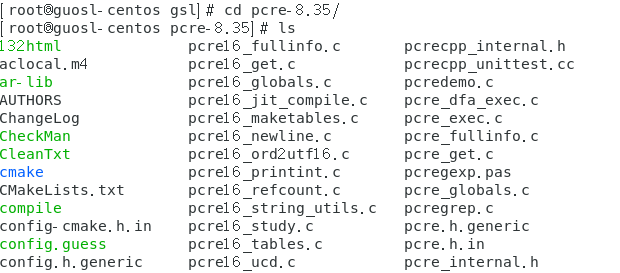 [root@guosl-centos gsl]# cd pcre-8.35/
[root@guosl-centos pcre-8.35]# ls
132html pcre16_fullinfo.c pcrecpp_internal.h
aclocal.m4 pcre16_get.c pcrecpp_unittest.cc
ar-lib pcre16_globals.c pcredemo.c
AUTHORS pcre16_jit_compile.c pcre_dfa_exec.c
ChangeLog pcre16_maketables.c pcre_exec.c
CheckMan pcre16_newline.c pcre_fullinfo.c
CleanTxt pcre16_ord2utf16.c pcre_get.c
cmake pcre16_printint.c pcregexp.pas
CMakeLists.txt pcre16_refcount.c pcre_globals.c
compile pcre16_string_utils.c pcregrep.c
config-cmake.h.in pcre16_study.c pcre.h.generic
config.guess pcre16_tables.c pcre.h.in
config.h.generic pcre16_ucd.c pcre_internal.h